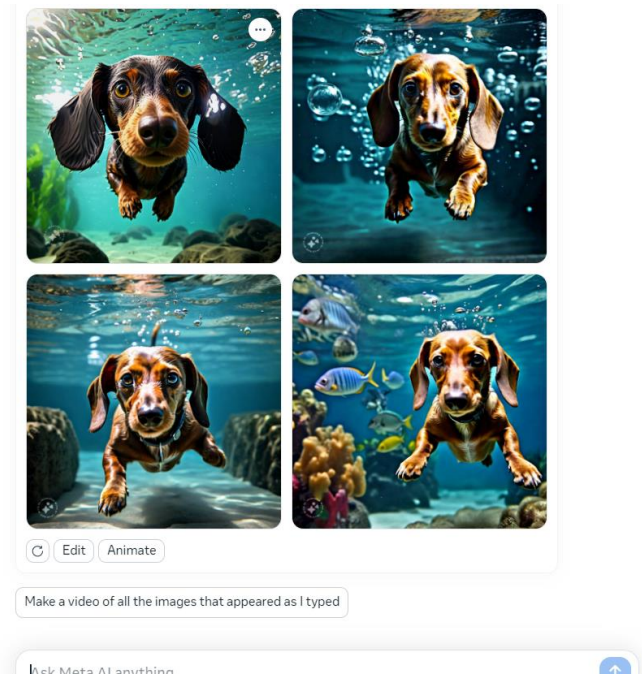 Edit
Animate
Make a video of all the images that appeared as I typed
Ask Meta AI anything